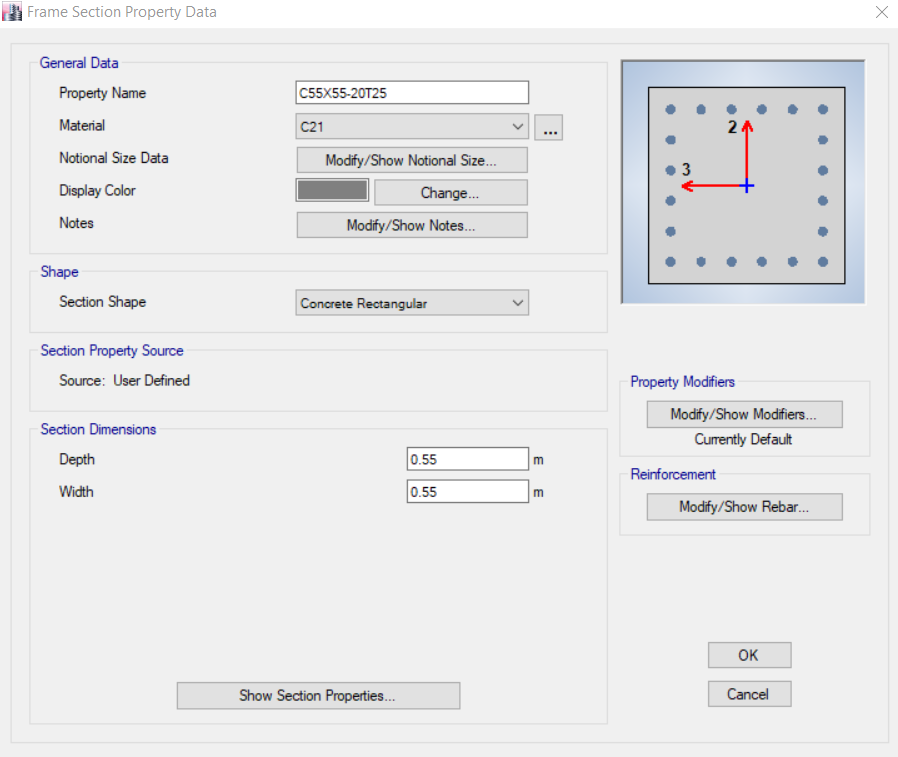 Frame Section Property Data
General Data
Property Name C55X55-20T25
Material C21 ...
Notional Size Data Modify/Show Notional Size...
Display Color Change...
Notes Modify/Show Notes...
Shape
Section Shape Concrete Rectangular
Section Property Source
Source: User Defined
Section Dimensions
Depth 0.55 m
Width 0.55 m
Show Section Properties...
2
3
Property Modifiers
Modify/Show Modifiers...
Currently Default
Reinforcement
Modify/Show Rebar...
OK
Cancel